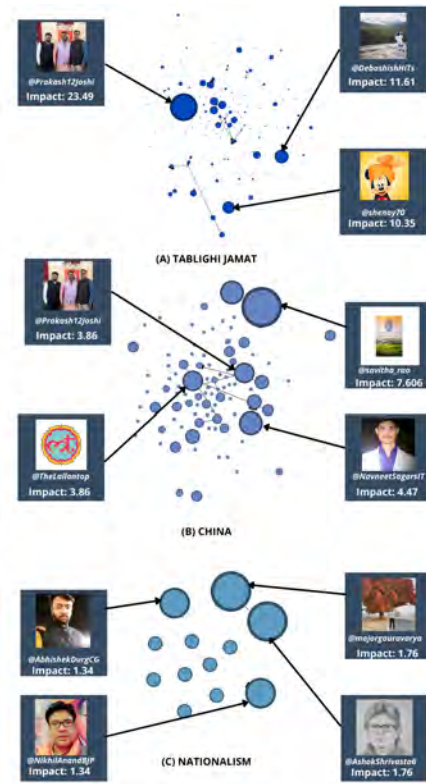 @Prakash12Joshi
Impact: 23.49
@DebashishHiTs
Impact: 11.61
@shenoy70
Impact: 10.35
(A) TABLIGHI JAMAT
@Prakash12Joshi
Impact: 3.86
@savitha_rao
Impact: 7.606
@TheLallantop
Impact: 3.86
@NavneetSagarsIT
Impact: 4.47
(B) CHINA
@AbhishekDurgCG
Impact: 1.34
@majorgauravarya
Impact: 1.76
@NikhilAnandBJP
Impact: 1.34
@AshokShrivasta6
Impact: 1.76
(C) NATIONALISM